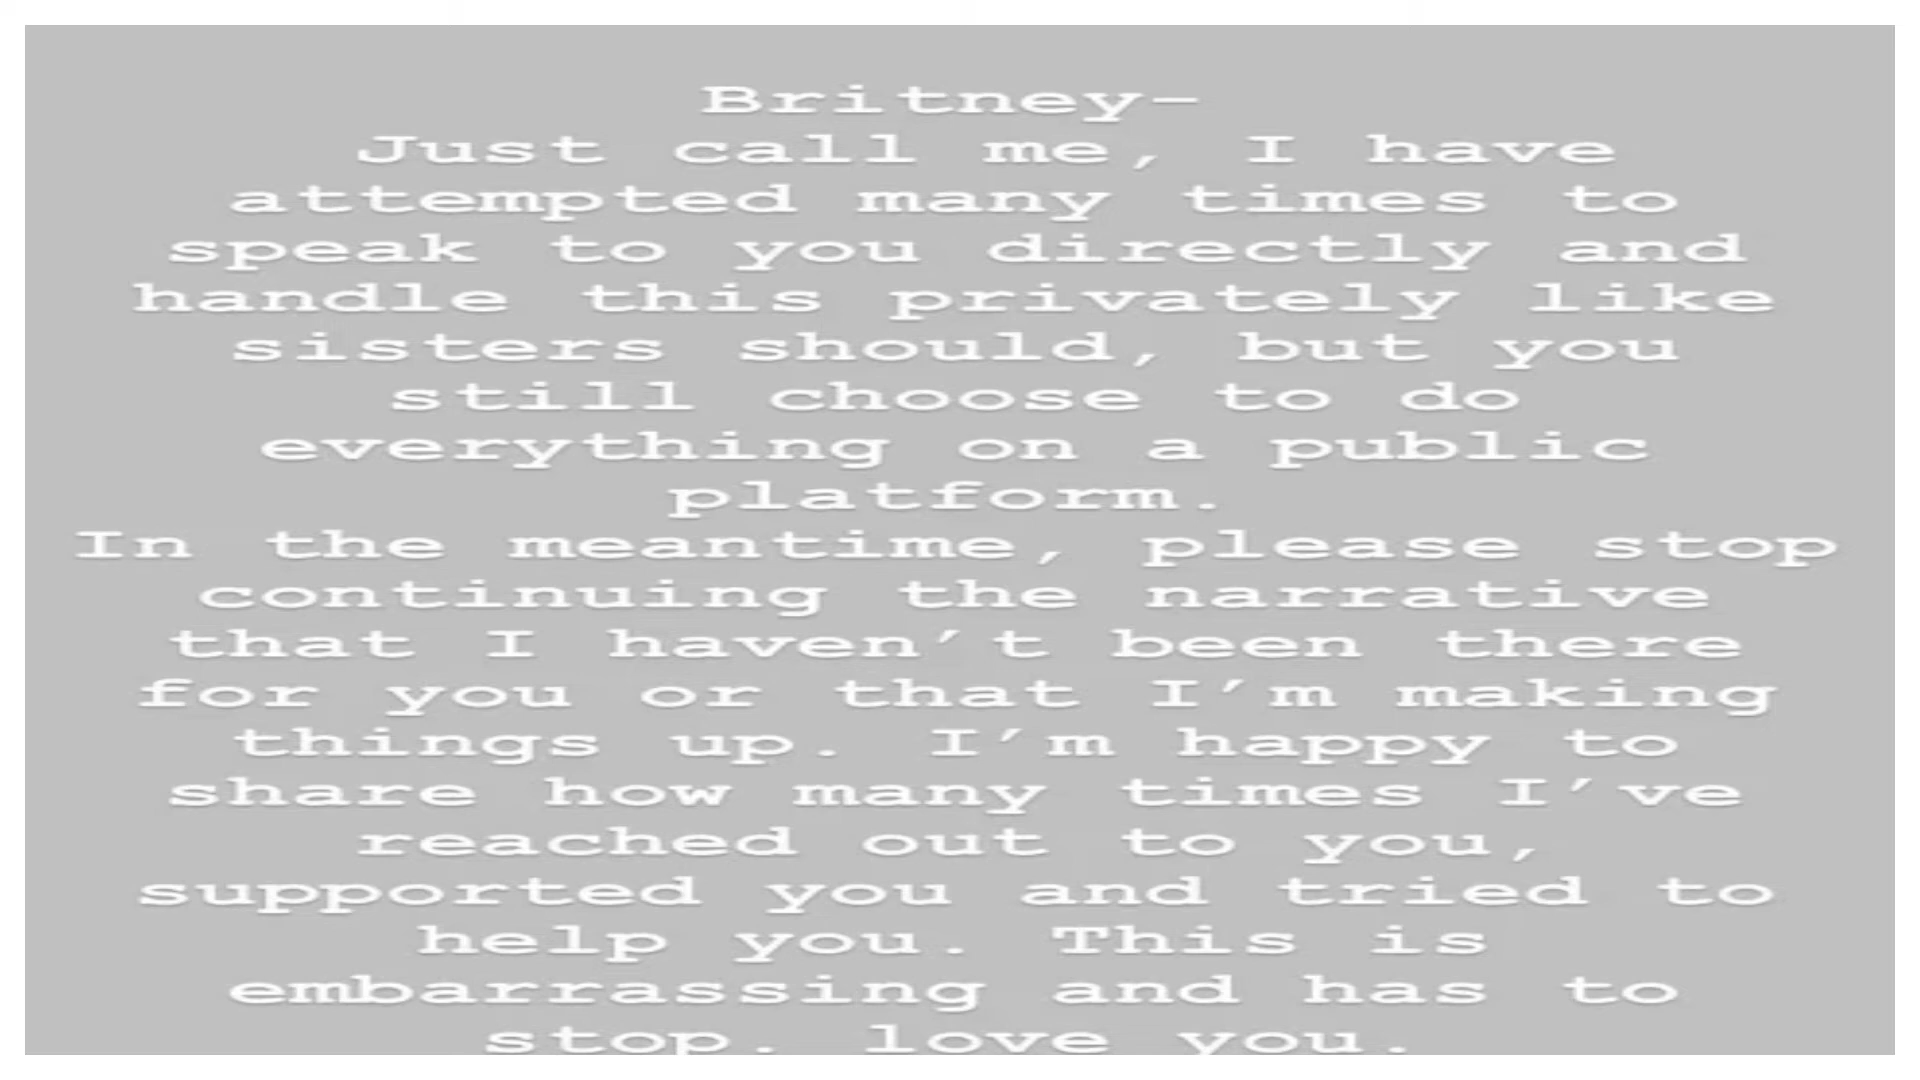 Britney-
Just call me, I have
attempted many times to
speak to you directly and
handle this privately like
sisters should, but you
still choose to do
everything on a public
platform.
In the meantime, please stop
continuing the narrative
that I haven’t been there
for you or that I’m making
things up. I’m happy to
share how many times I’ve
reached out to you,
supported you and tried to
help you. This is
embarrassing and has to
stop. love you.